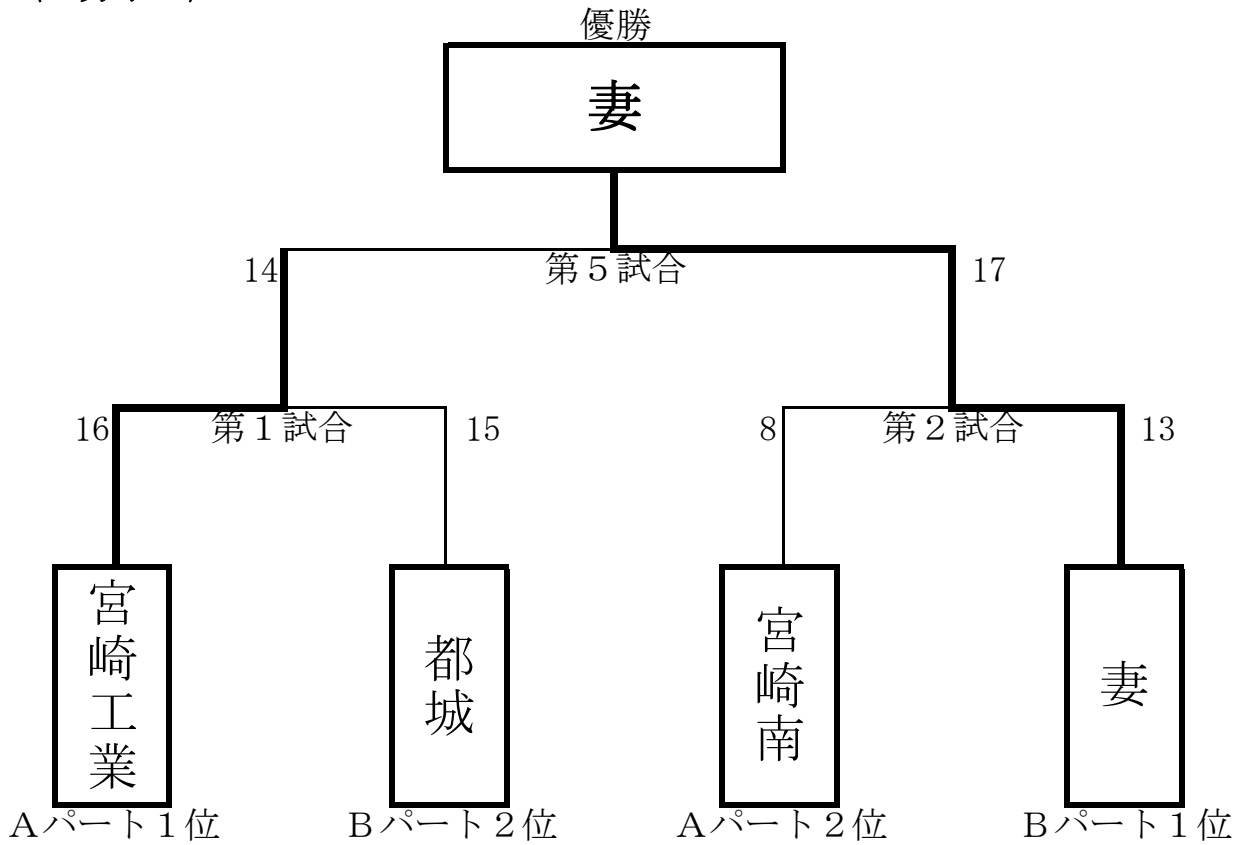 優勝
妻
14
第５試合
17
16
第１試合
15
8
第２試合
13
宮崎工業
都城
宮崎南
妻
Ａパート１位
Ｂパート２位
Ａパート２位
Ｂパート１位